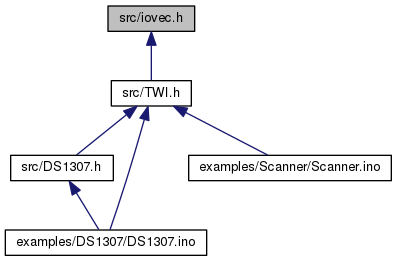 src/iovec.h
src/TWI.h
src/DS1307.h
examples/Scanner/Scanner.ino
examples/DS1307/DS1307.ino